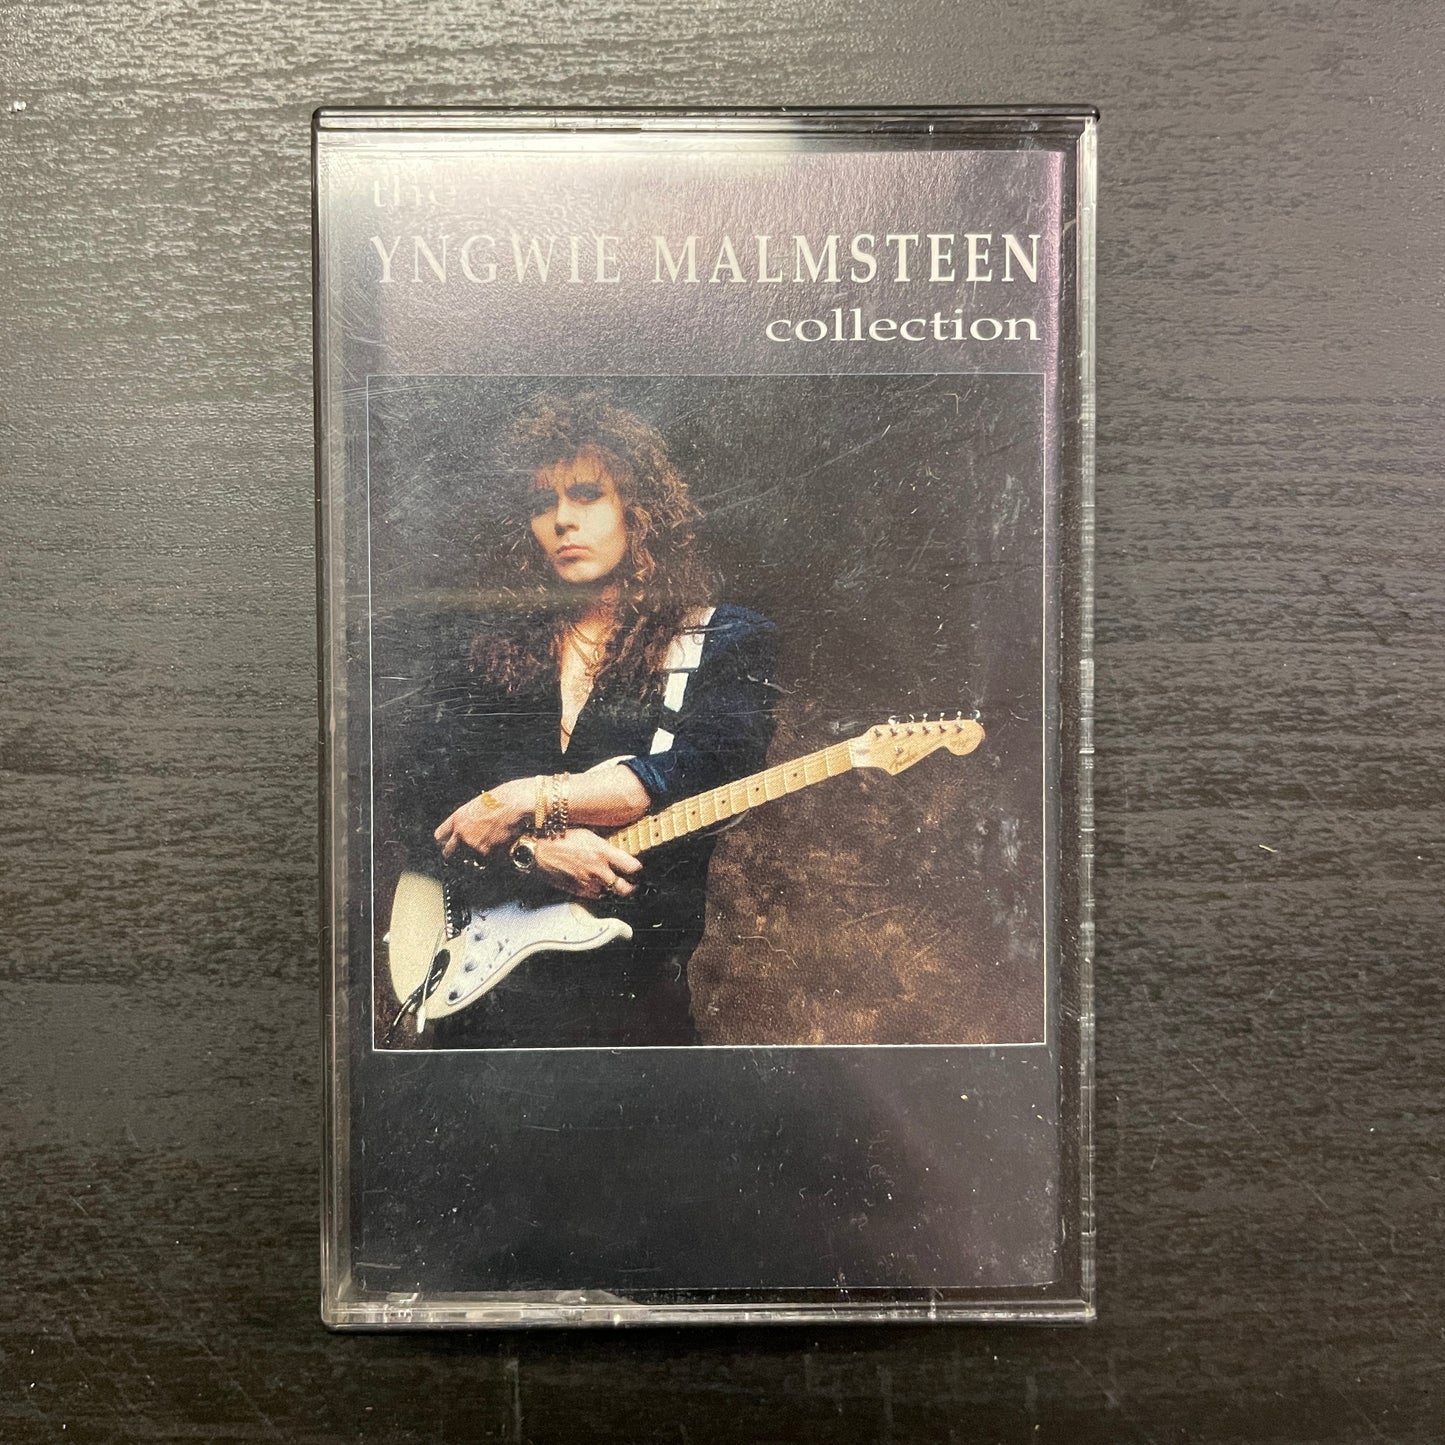 the
YNGWIE MALMSTEEN
collection